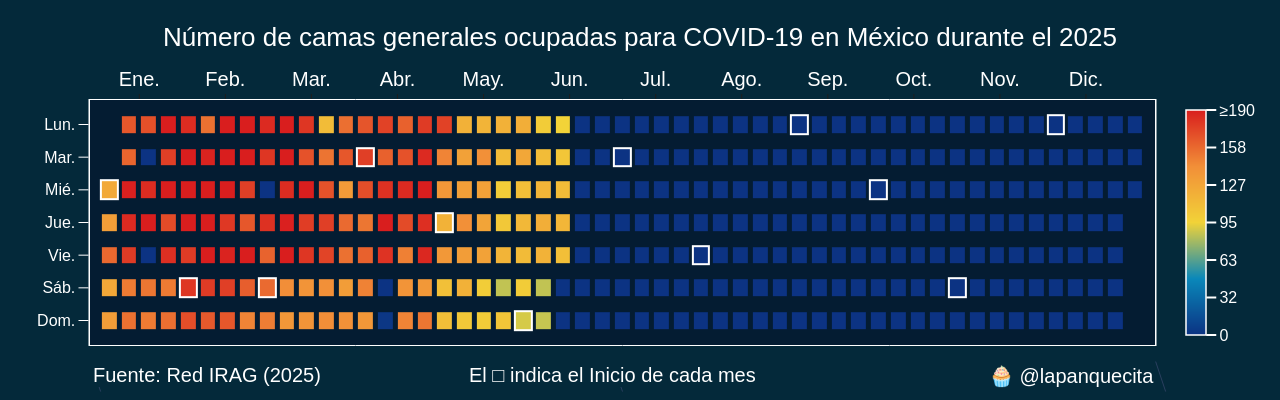 Número de camas generales ocupadas para COVID-19 en México durante el 2025
Ene. Feb. Mar. Abr. May. Jun. Jul. Ago. Sep. Oct. Nov. Dic.
Lun.
Mar.
Mié.
Jue.
Vie.
Sáb.
Dom.
≥190
158
127
95
63
32
0
Fuente: Red IRAG (2025)
El □ indica el Inicio de cada mes
🧁 @lapanquecita